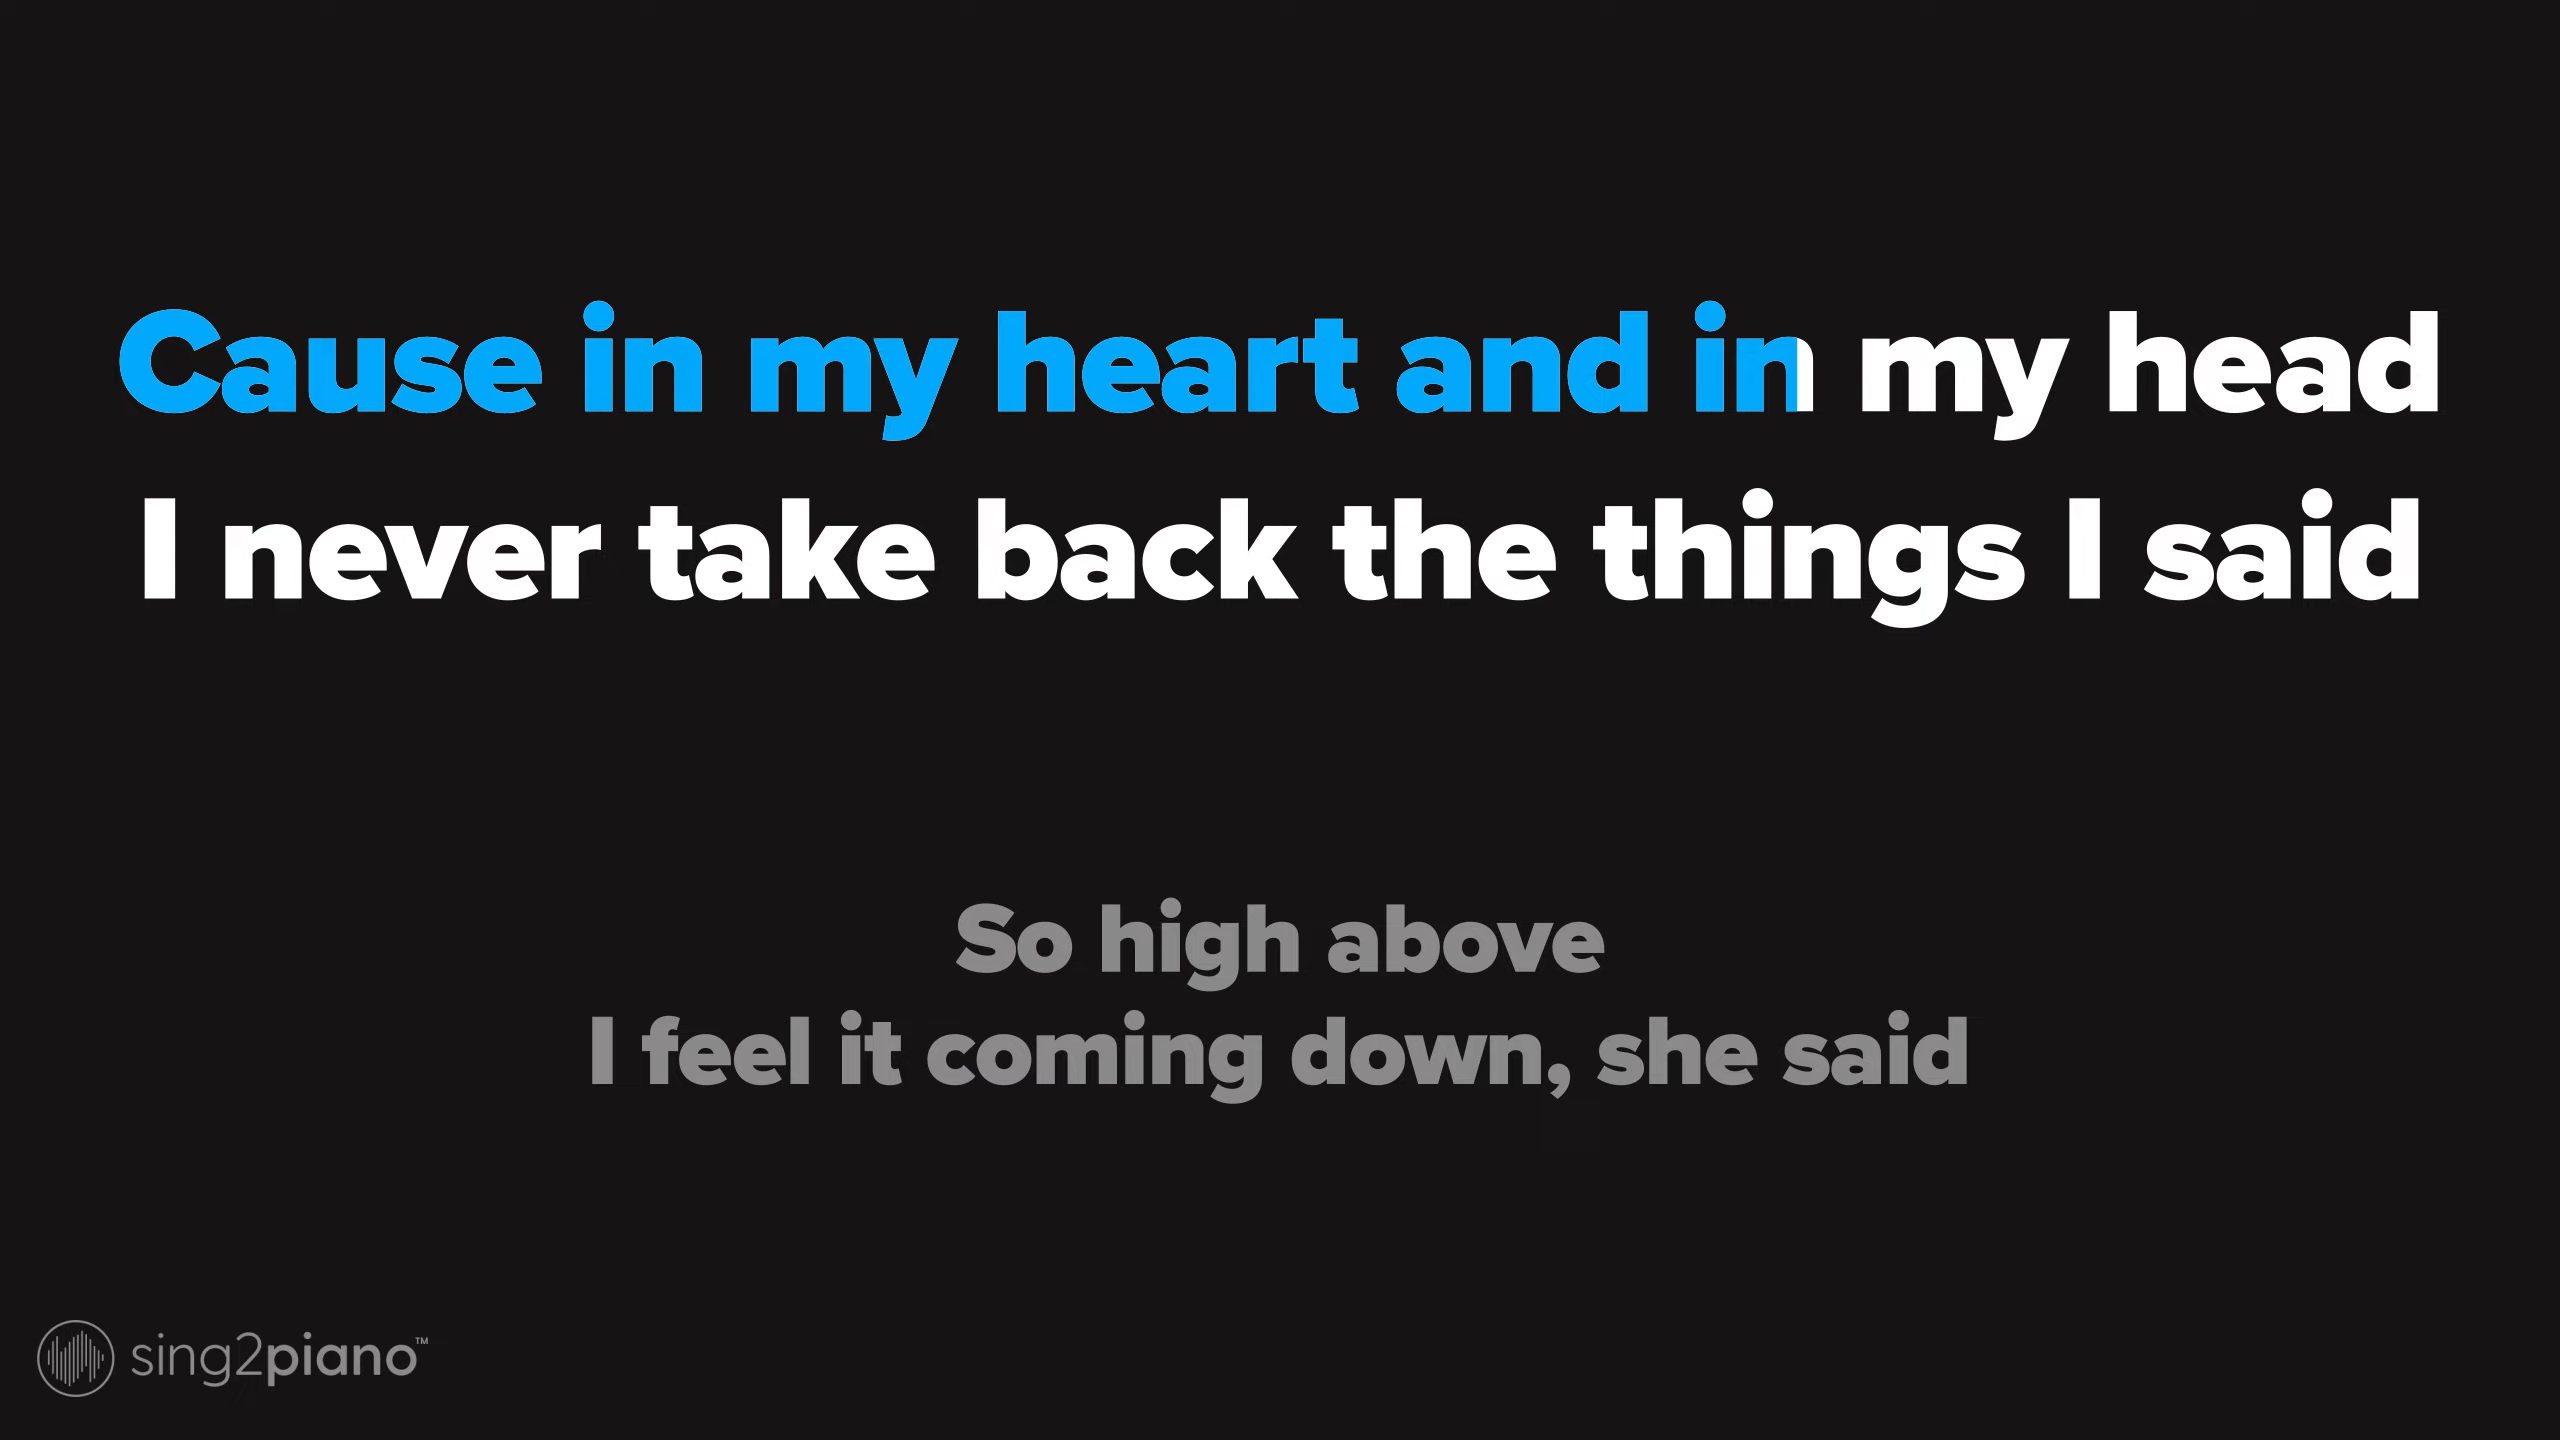 Cause in my heart and in my head
I never take back the things I said
So high above
I feel it coming down, she said
sing2piano™